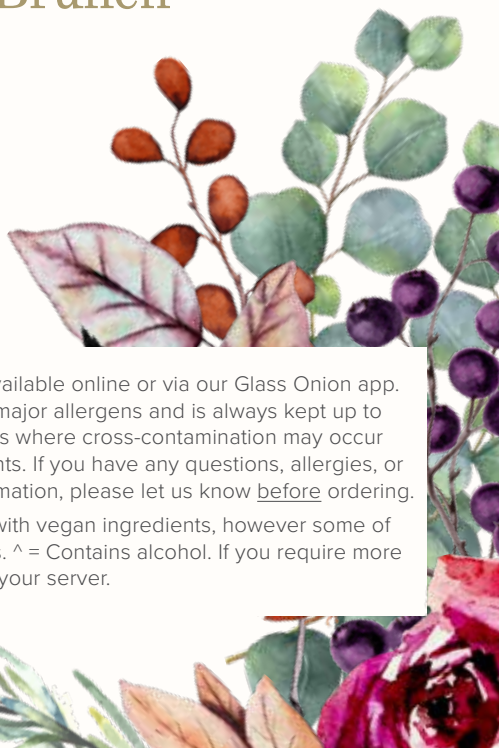 Brunch
vailable online or via our Glass Onion app.
major allergens and is always kept up to
s where cross-contamination may occur
nts. If you have any questions, allergies, or
mation, please let us know before ordering.
with vegan ingredients, however some of
s. ^ = Contains alcohol. If you require more
your server.